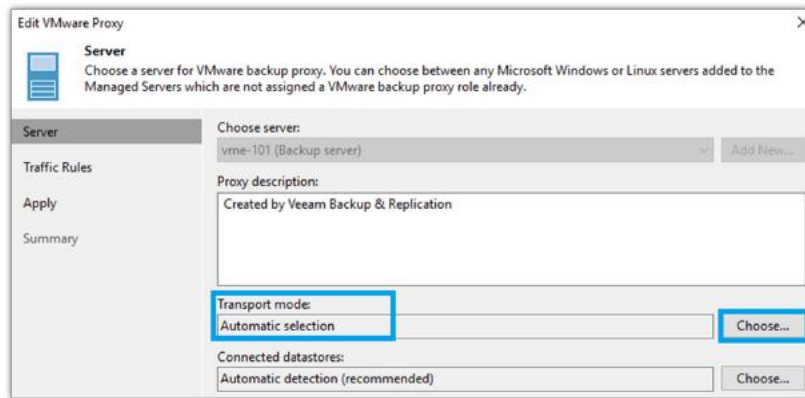 Edit VMware Proxy
Server
Choose a server for VMware backup proxy. You can choose between any Microsoft Windows or Linux servers added to the
Managed Servers which are not assigned a VMware backup proxy role already.
Server
Traffic Rules
Apply
Summary
Choose server:
vme-101 (Backup server)
Add New...
Proxy description:
Created by Veeam Backup & Replication
Transport mode:
Automatic selection
Choose...
Connected datastores:
Automatic detection (recommended)
Choose...